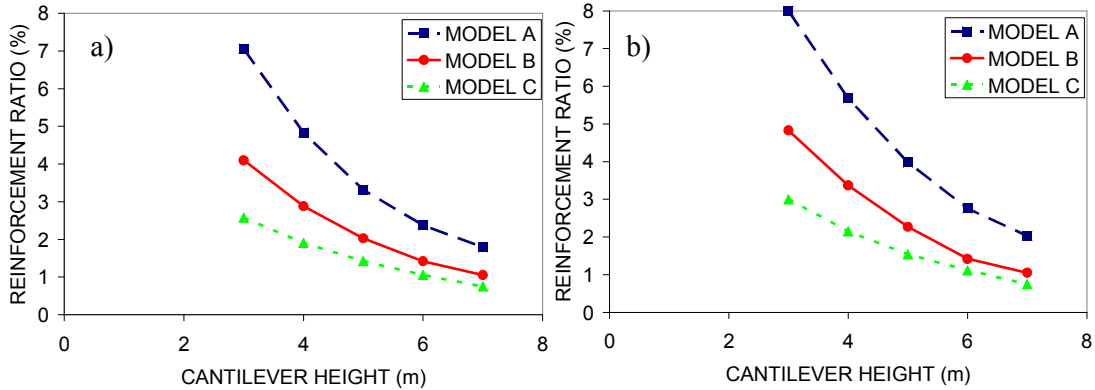 a)
MODEL A
MODEL B
MODEL C
REINFORCEMENT RATIO (%)
8
7
6
5
4
3
2
1
0
0 2 4 6 8
CANTILEVER HEIGHT (m)
b)
MODEL A
MODEL B
MODEL C
REINFORCEMENT RATIO (%)
8
7
6
5
4
3
2
1
0
0 2 4 6 8
CANTILEVER HEIGHT (m)